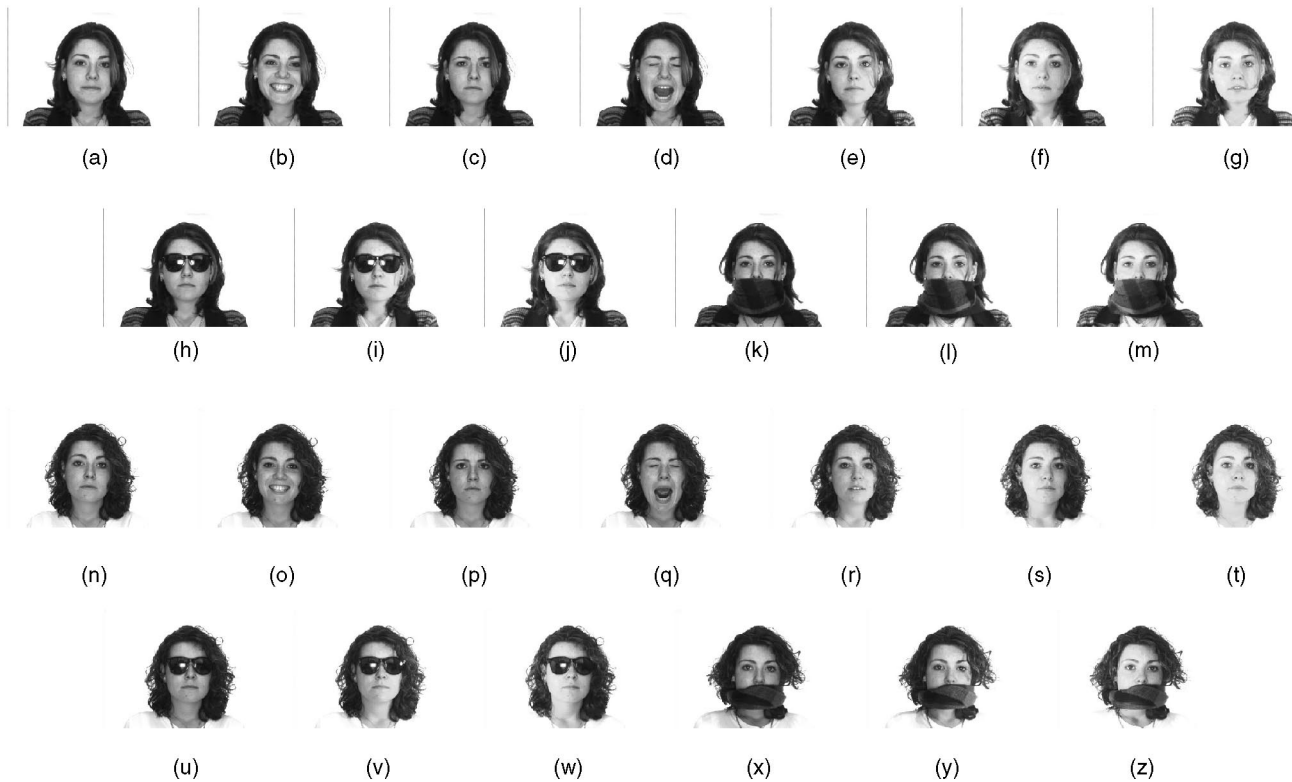 (a) (b) (c) (d) (e) (f) (g)
(h) (i) (j) (k) (l) (m)
(n) (o) (p) (q) (r) (s) (t)
(u) (v) (w) (x) (y) (z)